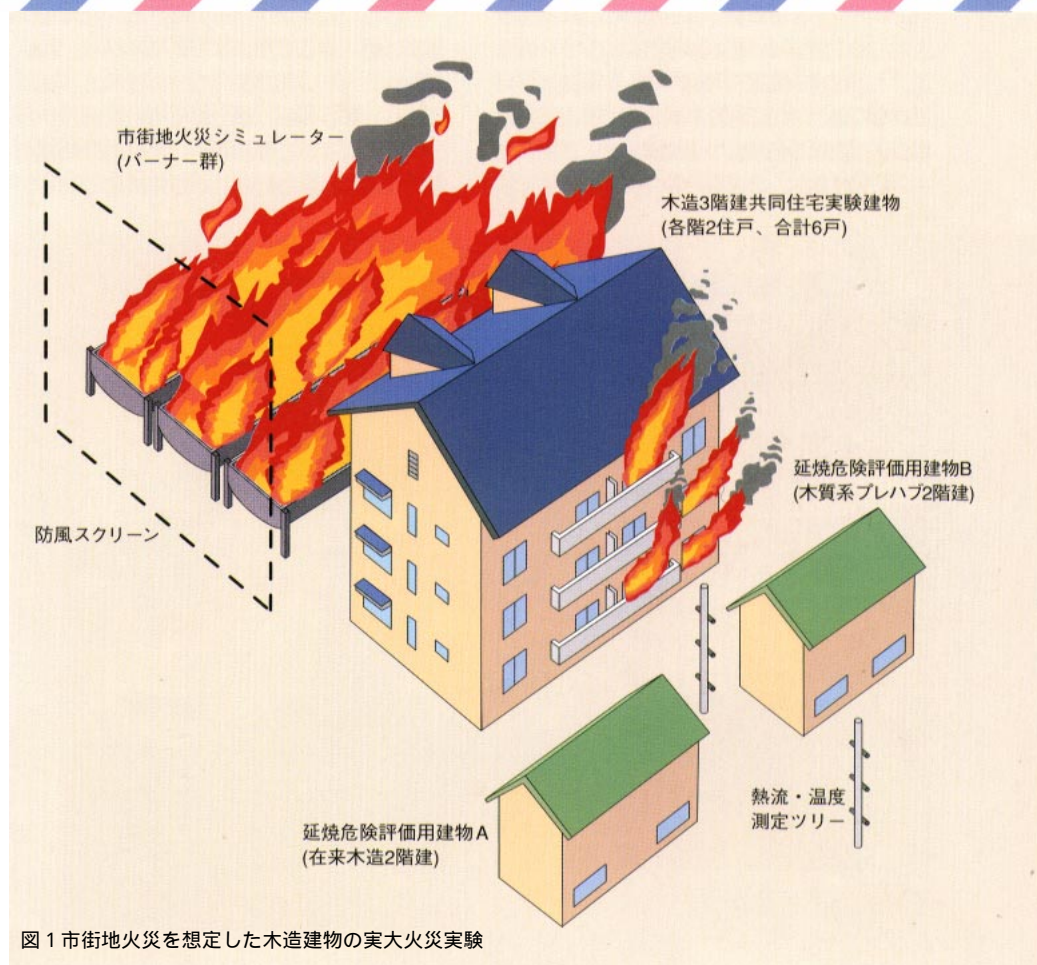 市街地火災シミュレーター
(バーナー群)
木造3階建共同住宅実験建物
(各階2住戸、合計6戸)
延焼危険評価用建物B
(木質系プレハブ2階建)
防風スクリーン
熱流・温度
測定ツリー
延焼危険評価用建物A
(在来木造2階建)
図1市街地火災を想定した木造建物の実大火災実験